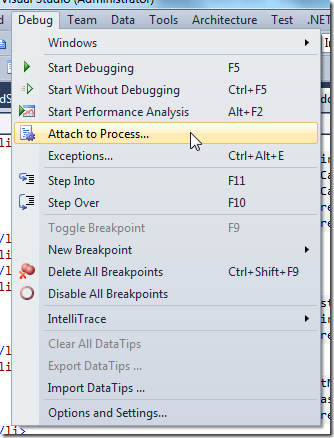 Visual Studio (Administrator)
Debug Team Data Tools Architecture Test .NET
Windows
Start Debugging F5
Start Without Debugging Ctrl+F5
Start Performance Analysis Alt+F2
Attach to Process...
Exceptions... Ctrl+Alt+E
Step Into F11
Step Over F10
Toggle Breakpoint F9
New Breakpoint
Delete All Breakpoints Ctrl+Shift+F9
Disable All Breakpoints
IntelliTrace
Clear All DataTips
Export DataTips ...
Import DataTips ...
Options and Settings...